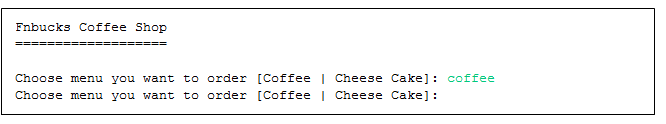 Fnbucks Coffee Shop
===================
Choose menu you want to order [Coffee | Cheese Cake]: coffee
Choose menu you want to order [Coffee | Cheese Cake]: